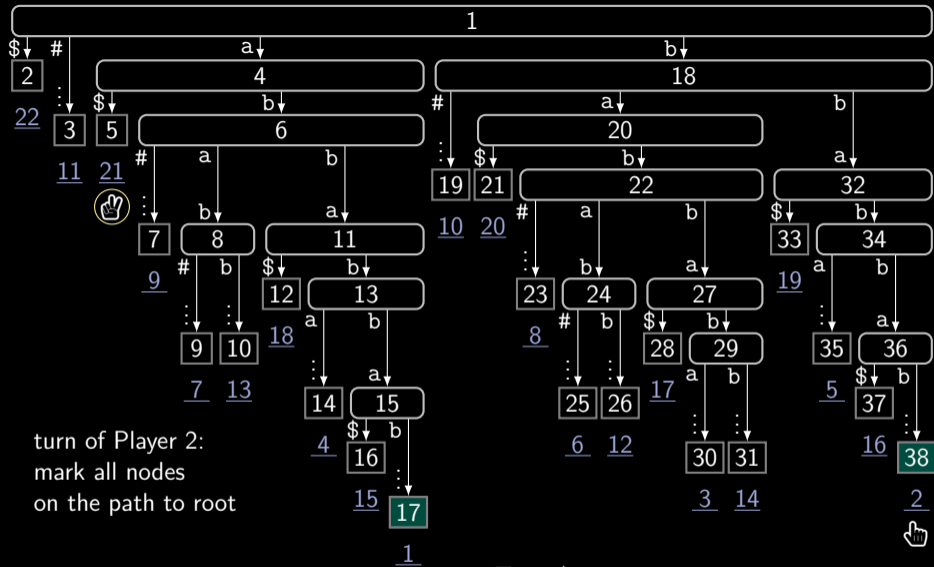 1
$ # a b
2 4 18
⋮ $ b # a b
22 3 5 6 20
11 21 # a b ⋮ $ b a
⋮ 19 21 22 32
7 b a 10 20 # a b $ b
8 11 33 34
9 # b $ b ⋮ b a 19 a b
⋮ ⋮ 12 13 23 24 27 ⋮ a
9 10 18 a b 8 # b $ b 35 36
7 13 ⋮ a ⋮ ⋮ 28 29 5 $ b
14 15 25 26 17 a b 37 ⋮
turn of Player 2: 4 $ b 6 12 ⋮ ⋮ 16 38
mark all nodes 16 ⋮ 30 31 2
on the path to root 15 17 3 14
1